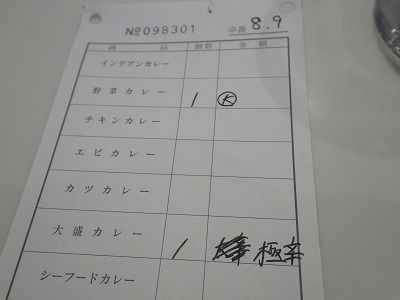 No098301 卓番 8.9
商品 個数 金額
インデアンカレー
野菜カレー 1 K
チキンカレー
エビカレー
カツカレー
大盛カレー 1 極辛
シーフードカレー